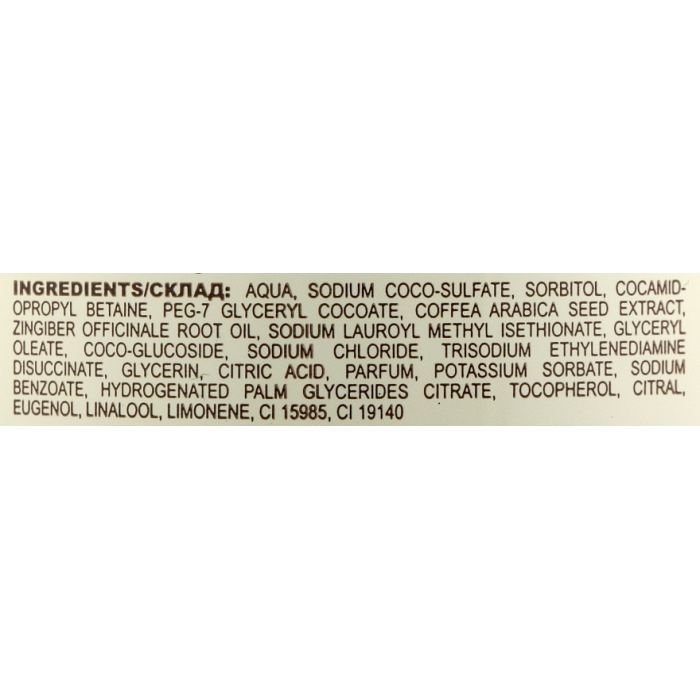 INGREDIENTS/СКЛАД: AQUA, SODIUM COCO-SULFATE, SORBITOL, COCAMID-
OPROPYL BETAINE, PEG-7 GLYCERYL COCOATE, COFFEA ARABICA SEED EXTRACT,
ZINGIBER OFFICINALE ROOT OIL, SODIUM LAUROYL METHYL ISETHIONATE, GLYCERYL
OLEATE, COCO-GLUCOSIDE, SODIUM CHLORIDE, TRISODIUM ETHYLENEDIAMINE
DISUCCINATE, GLYCERIN, CITRIC ACID, PARFUM, POTASSIUM SORBATE, SODIUM
BENZOATE, HYDROGENATED PALM GLYCERIDES CITRATE, TOCOPHEROL, CITRAL,
EUGENOL, LINALOOL, LIMONENE, CI 15985, CI 19140